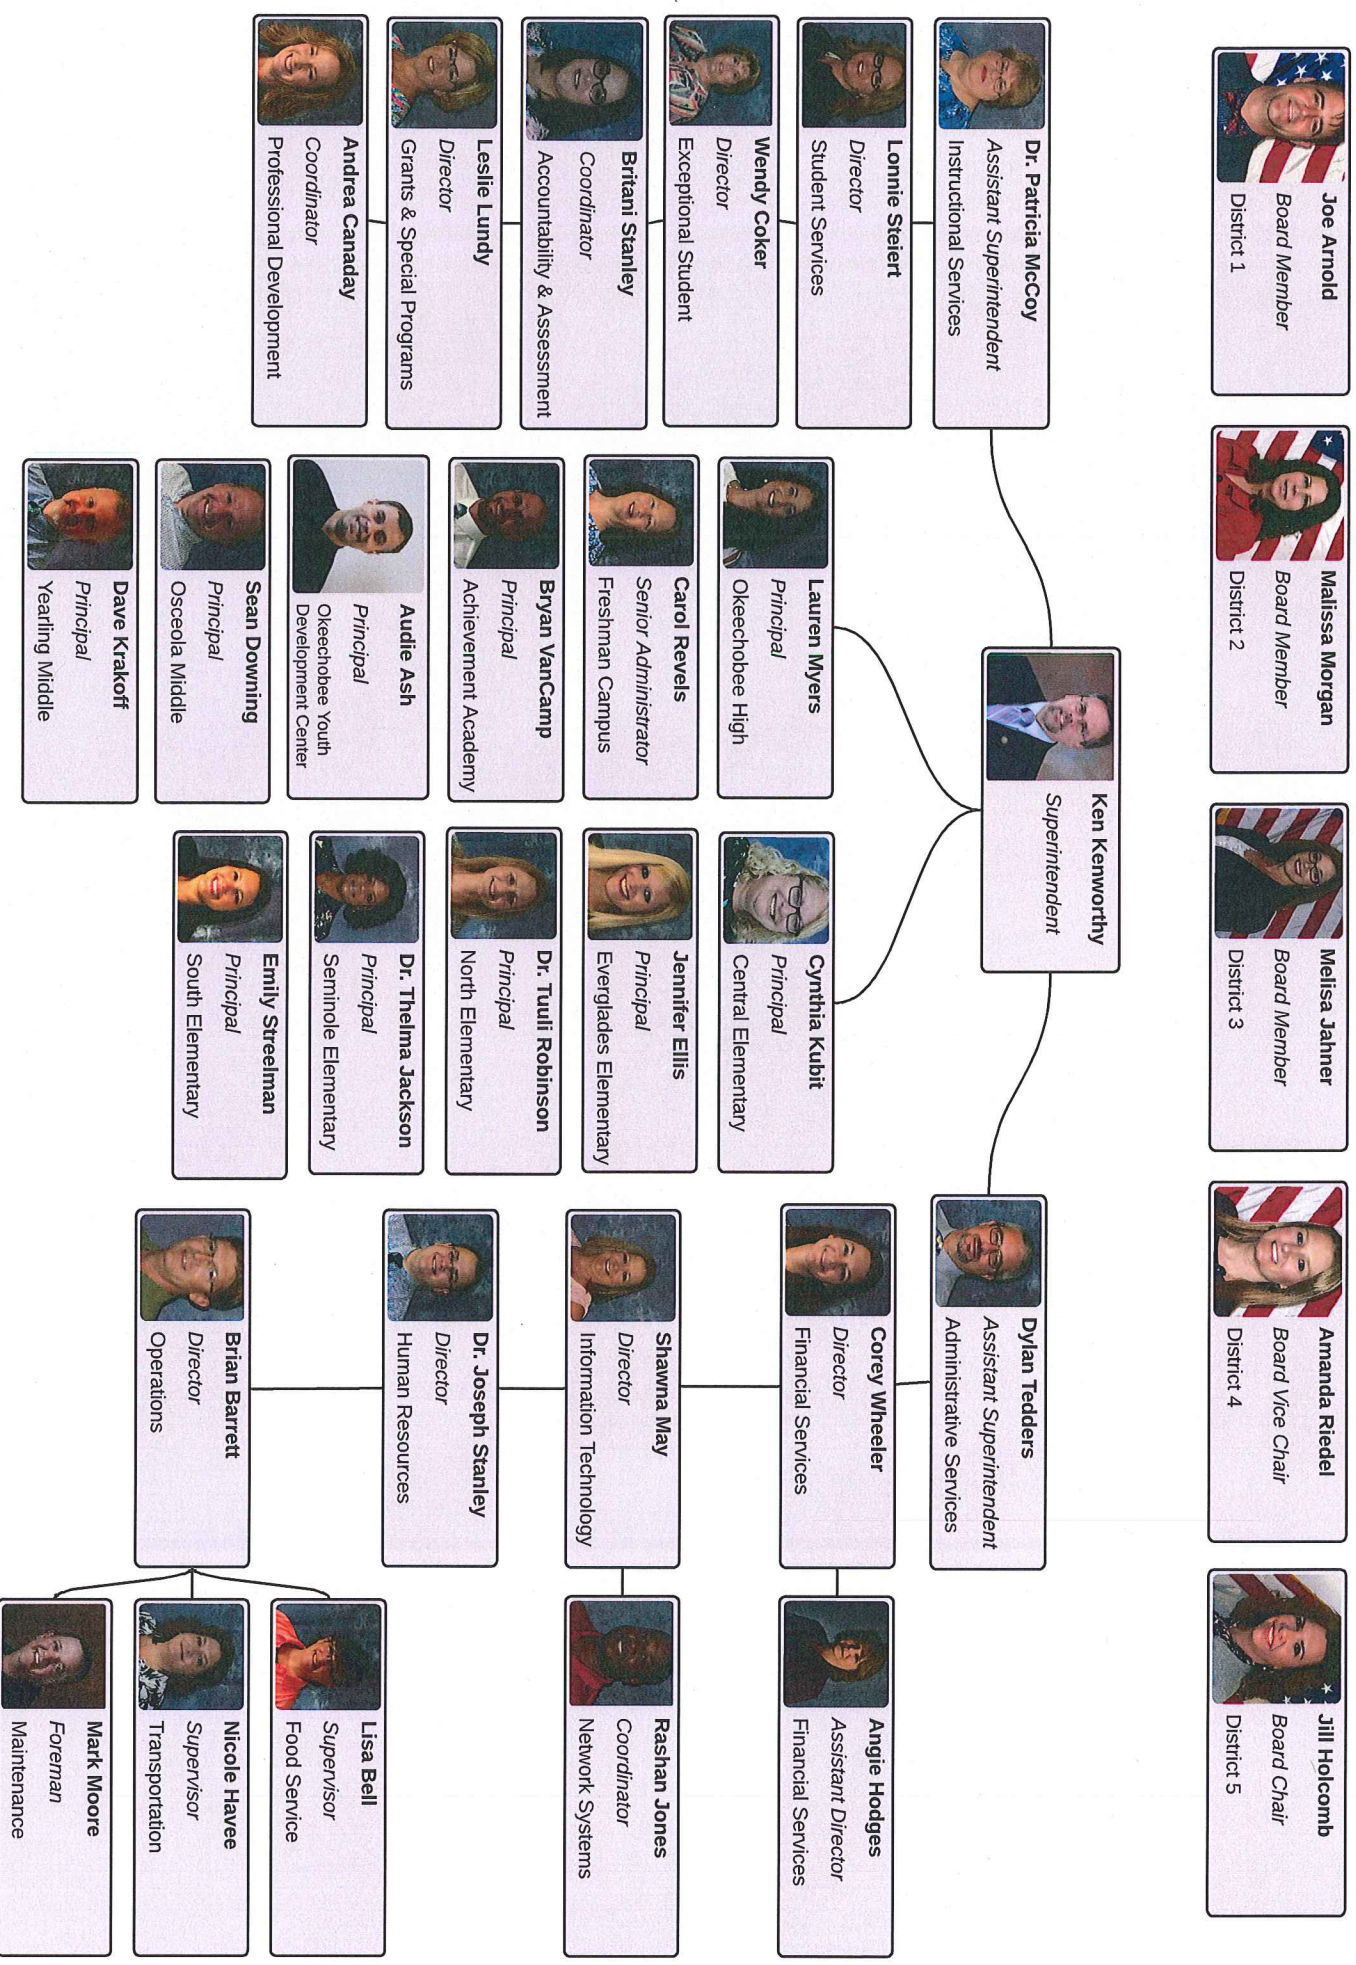 Joe Arnold
Board Member
District 1
Malissa Morgan
Board Member
District 2
Melisa Jahner
Board Member
District 3
Amanda Riedel
Board Vice Chair
District 4
Jill Holcomb
Board Chair
District 5
Ken Kenworthy
Superintendent
Dr. Patricia McCoy
Assistant Superintendent
Instructional Services
Lonnie Steiert
Director
Student Services
Wendy Coker
Director
Exceptional Student
Britani Stanley
Coordinator
Accountability & Assessment
Leslie Lundy
Director
Grants & Special Programs
Andrea Canaday
Coordinator
Professional Development
Lauren Myers
Principal
Okeechobee High
Carol Revels
Senior Administrator
Freshman Campus
Bryan VanCamp
Principal
Achievement Academy
Audie Ash
Principal
Okeechobee Youth
Development Center
Sean Downing
Principal
Osceola Middle
Dave Krakoff
Principal
Yearling Middle
Cynthia Kubit
Principal
Central Elementary
Jennifer Ellis
Principal
Everglades Elementary
Dr. Tuuli Robinson
Principal
North Elementary
Dr. Thelma Jackson
Principal
Seminole Elementary
Emily Streelman
Principal
South Elementary
Dylan Tedders
Assistant Superintendent
Administrative Services
Corey Wheeler
Director
Financial Services
Angie Hodges
Assistant Director
Financial Services
Shawna May
Director
Information Technology
Rashan Jones
Coordinator
Network Systems
Dr. Joseph Stanley
Director
Human Resources
Brian Barrett
Director
Operations
Lisa Bell
Supervisor
Food Service
Nicole Havee
Supervisor
Transportation
Mark Moore
Foreman
Maintenance